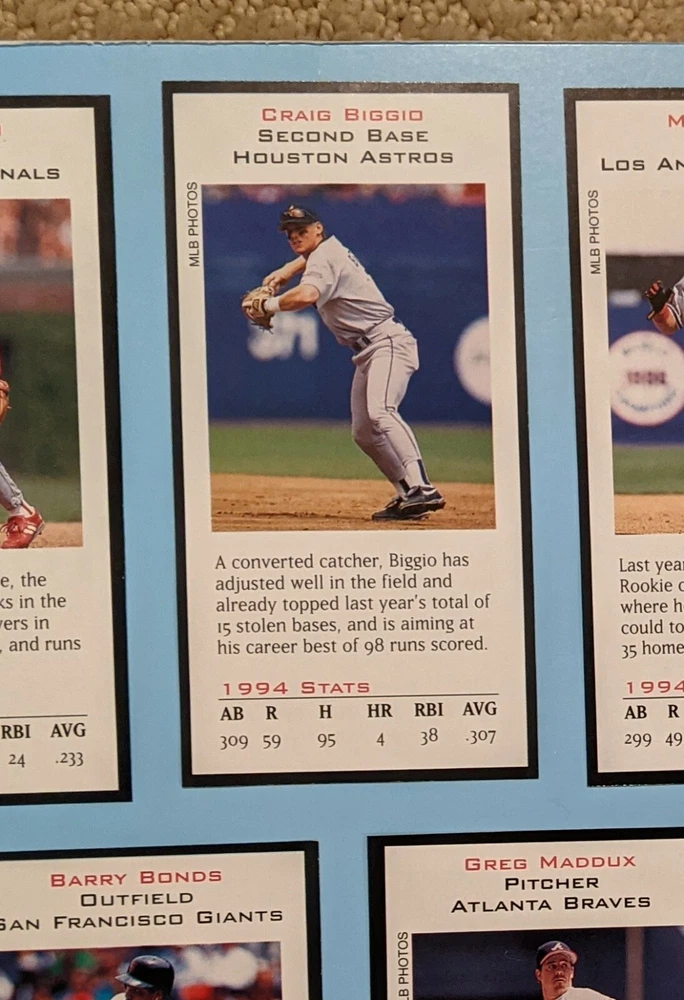 NALS
RBI AVG
24 .233
e, the
ks in the
vers in
, and runs
CRAIG BIGGIO
SECOND BASE
HOUSTON ASTROS
MLB PHOTOS
371
A converted catcher, Biggio has
adjusted well in the field and
already topped last year's total of
15 stolen bases, and is aiming at
his career best of 98 runs scored.
1994 STATS
AB R H HR RBI AVG
309 59 95 4 38 .307
M
LOS AN
MLB PHOTOS
Last year
Rookie o
where h
could to
35 home
1994
AB R
299 49
BARRY BONDS
OUTFIELD
SAN FRANCISCO GIANTS
GREG MADDUX
PITCHER
ATLANTA BRAVES
B PHOTOS